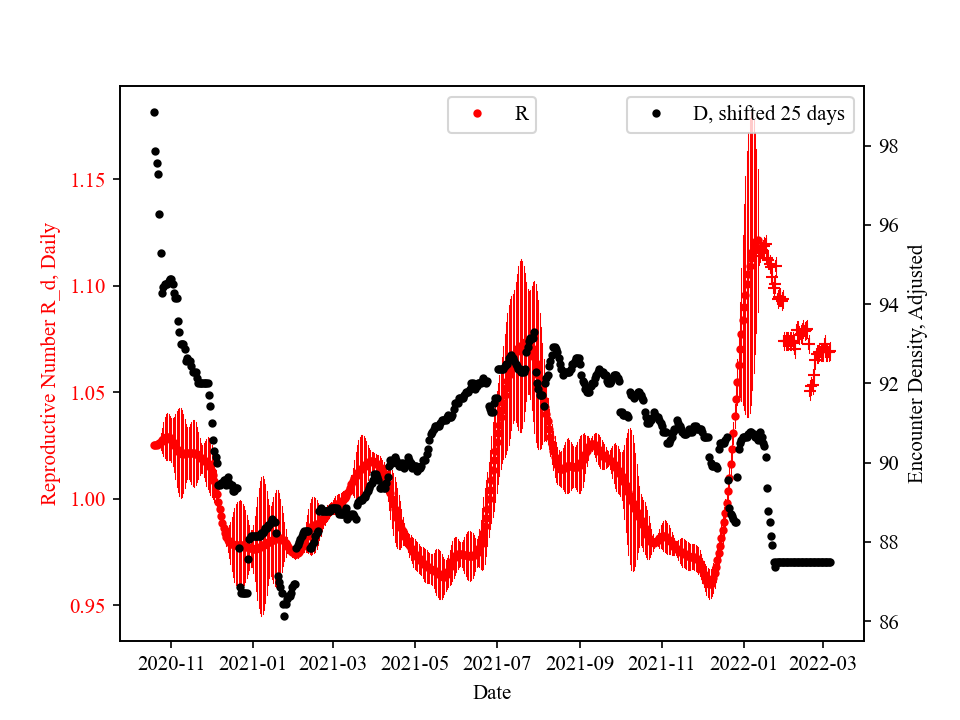 R
D, shifted 25 days
Reproductive Number R_d, Daily
1.15
1.10
1.05
1.00
0.95
98
96
94
92
90
88
86
Encounter Density, Adjusted
2020-11 2021-01 2021-03 2021-05 2021-07 2021-09 2021-11 2022-01 2022-03
Date